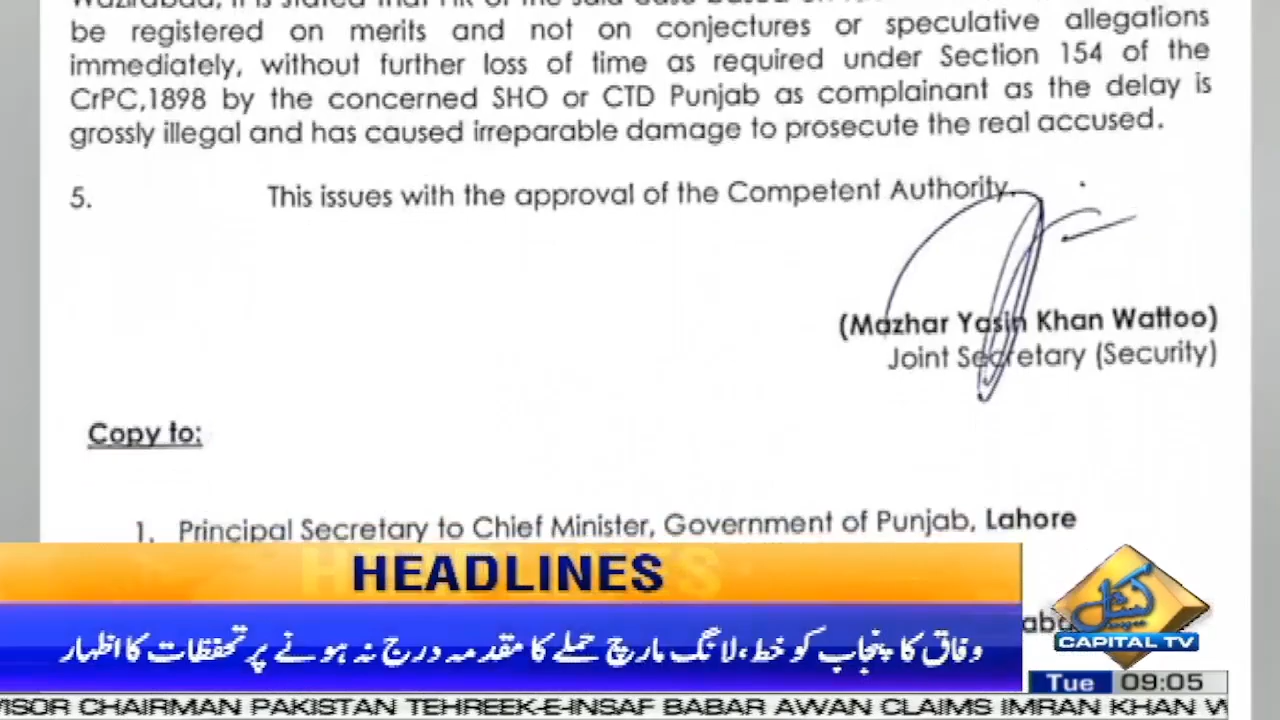 be registered on merits and not on conjectures or speculative allegations
immediately, without further loss of time as required under Section 154 of the
CrPC,1898 by the concerned SHO or CTD Punjab as complainant as the delay is
grossly illegal and has caused irreparable damage to prosecute the real accused.
5. This issues with the approval of the Competent Authority.
(Mazhar Yasin Khan Wattoo)
Joint Secretary (Security)
Copy to:
1. Principal Secretary to Chief Minister, Government of Punjab, Lahore
HEADLINES
وفاق کا پنجاب کو خط، لانگ مارچ حملے کا مقدمہ درج نہ ہونے پر تحفظات کا اظہار
کیپیٹل
CAPITAL TV
Tue 09:05
CHAIRMAN PAKISTAN TEHREEK-E-INSAF BABAR AWAN CLAIMS IMRAN KHAN